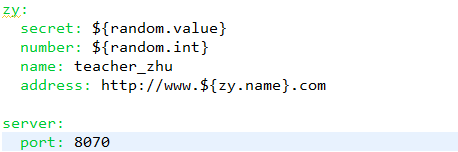 zy:
  secret: ${random.value}
  number: ${random.int}
  name: teacher_zhu
  address: http://www.${zy.name}.com

server:
  port: 8070